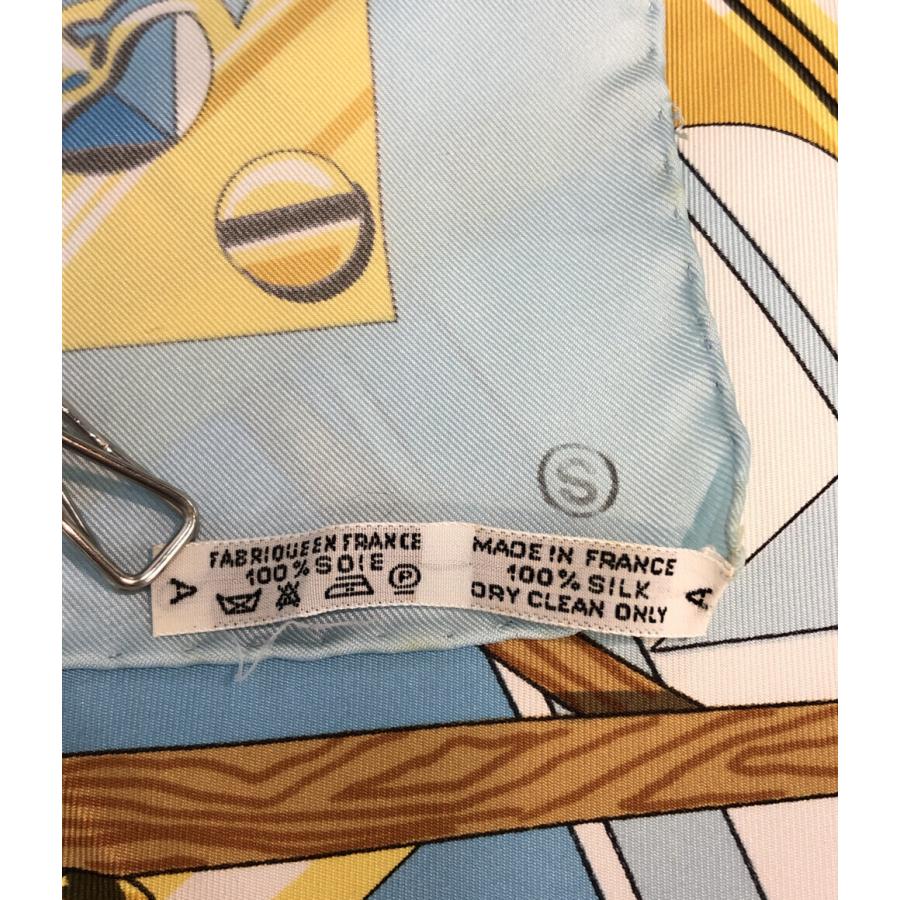 S
A
FABRIQUE EN FRANCE
100% SOIE
P
MADE IN FRANCE
100% SILK
DRY CLEAN ONLY
A